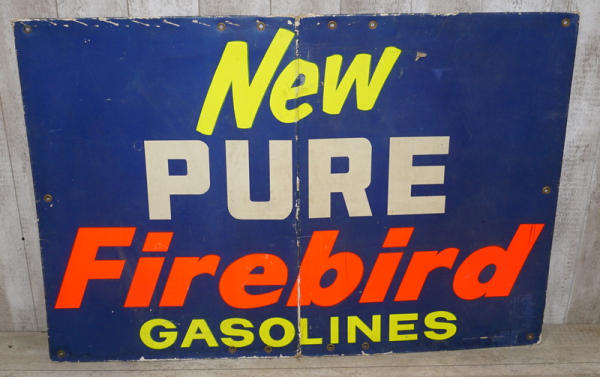 New
PURE
Firebird
GASOLINES